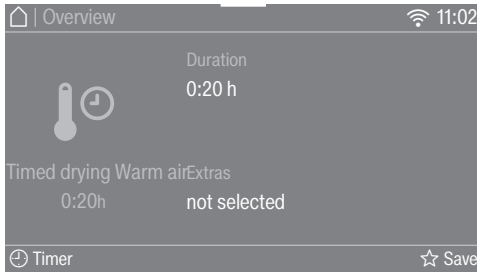 | Overview
11:02
Duration
0:20 h
Timed drying Warm air
0:20h
Extras
not selected
Timer
Save